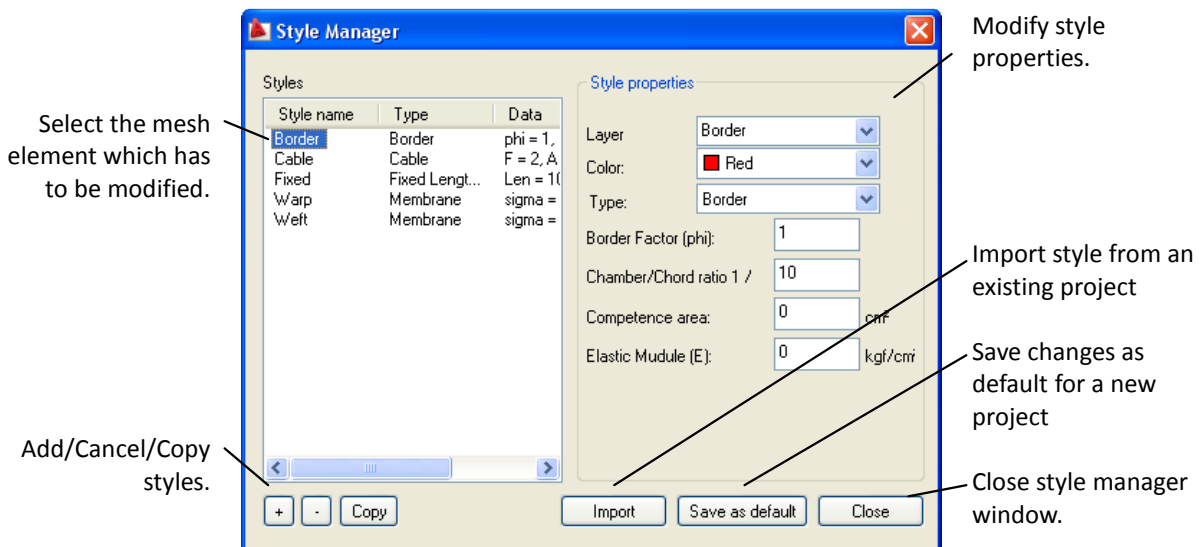 Style Manager
Modify style
properties.
Styles
Style properties
Style name Type Data
Border Border phi = 1,
Cable Cable F = 2, A
Fixed Fixed Lengt... Len = 10
Warp Membrane sigma =
Weft Membrane sigma =
Select the mesh
element which has
to be modified.
Layer Border
Color: Red
Type: Border
Border Factor (phi): 1
Chamber/Chord ratio 1 / 10
Competence area: 0 cm²
Elastic Mudule (E): 0 kgf/cm²
Import style from an
existing project
Save changes as
default for a new
project
Add/Cancel/Copy
styles.
+ - Copy Import Save as default Close
Close style manager
window.